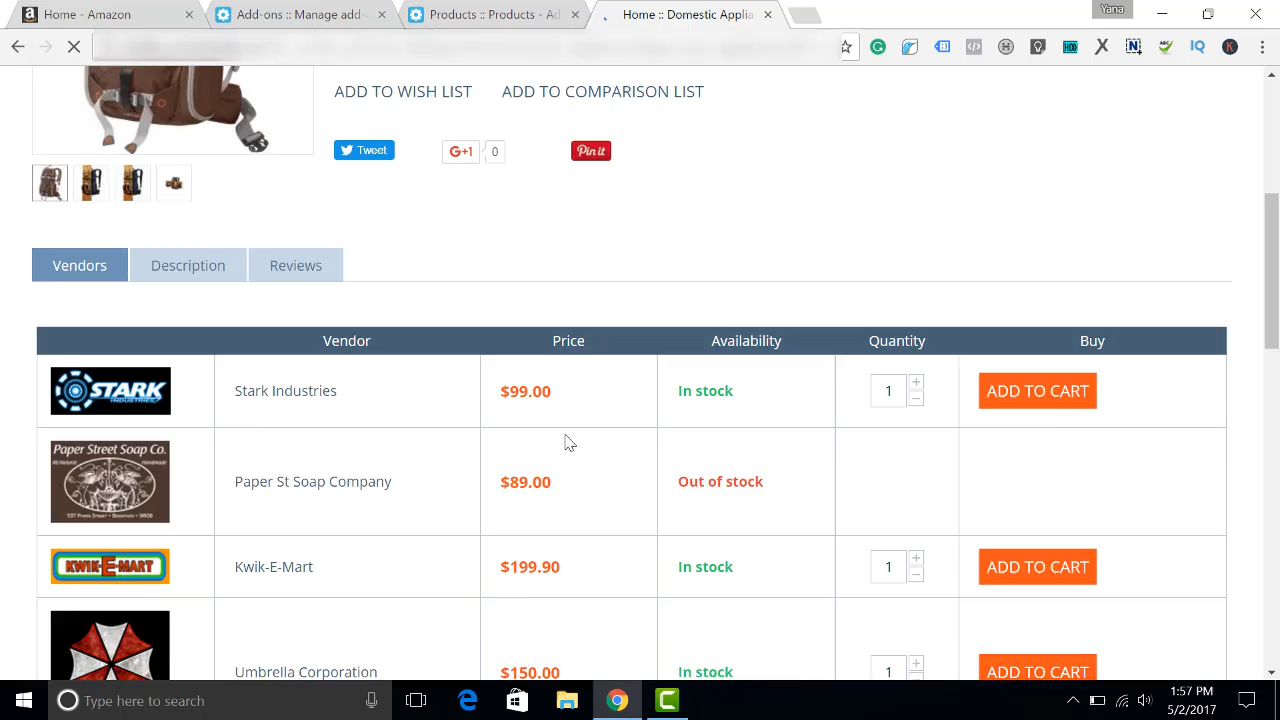 Home - Amazon
Add-ons :: Manage add-
Products :: Products - Ad
Home :: Domestic Applia
Yana
ADD TO WISH LIST
ADD TO COMPARISON LIST
Tweet
G+1
0
Pin it
Vendors
Description
Reviews
Vendor
Price
Availability
Quantity
Buy
STARK
INDUSTRIES
Stark Industries
$99.00
In stock
1
ADD TO CART
Paper Street Soap Co.
All-Natural
Handmade
Paper St Soap Company
$89.00
Out of stock
KWIK-E-MART
Kwik-E-Mart
$199.90
In stock
1
ADD TO CART
Umbrella Corporation
$150.00
In stock
1
ADD TO CART
Type here to search
1:57 PM
5/2/2017